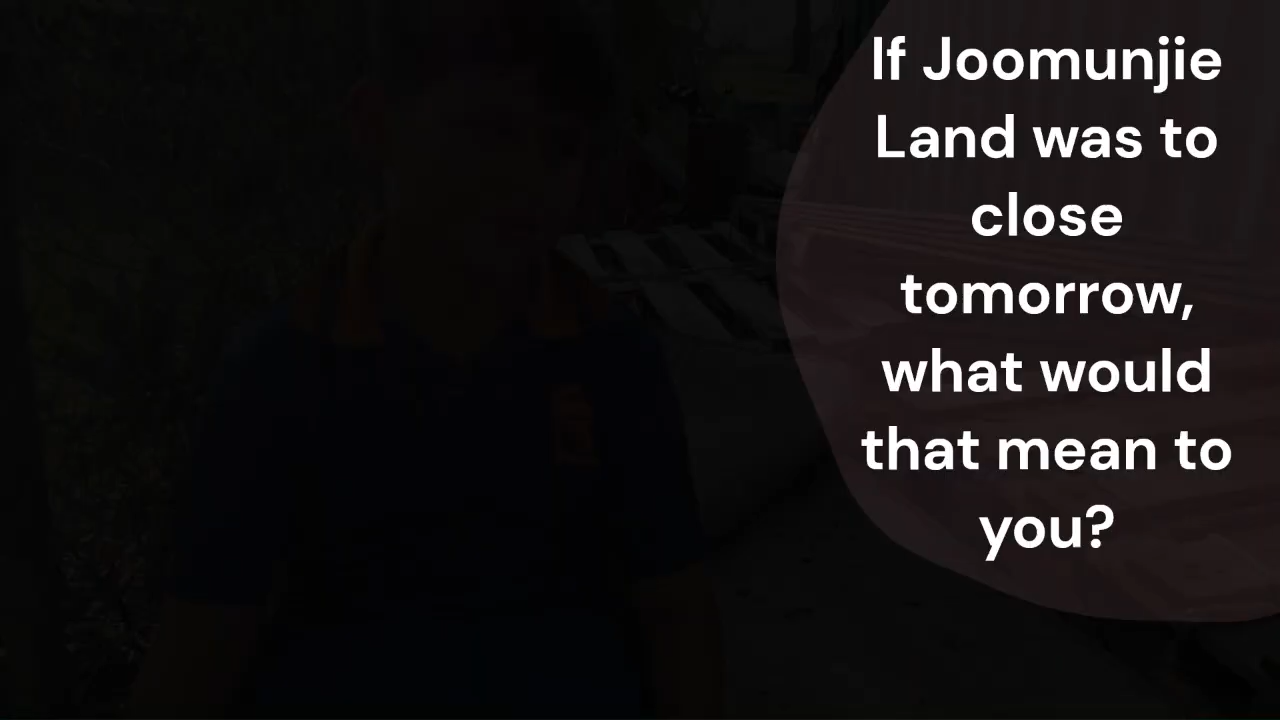 If Joomunjie
Land was to
close
tomorrow,
what would
that mean to
you?